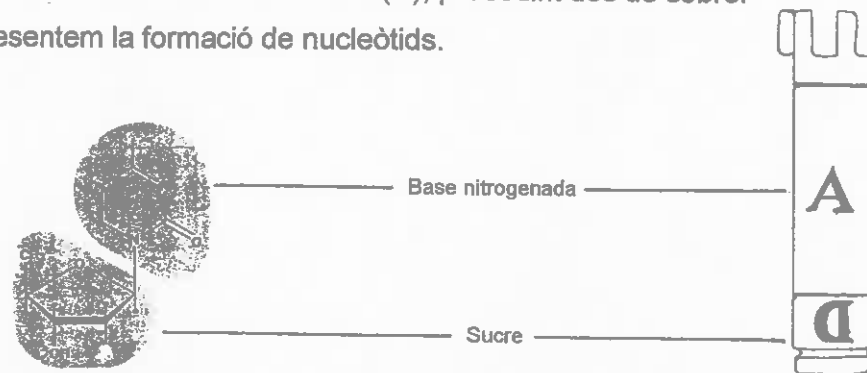 esentem la formació de nucleòtids.
Base nitrogenada
A
Sucre
D